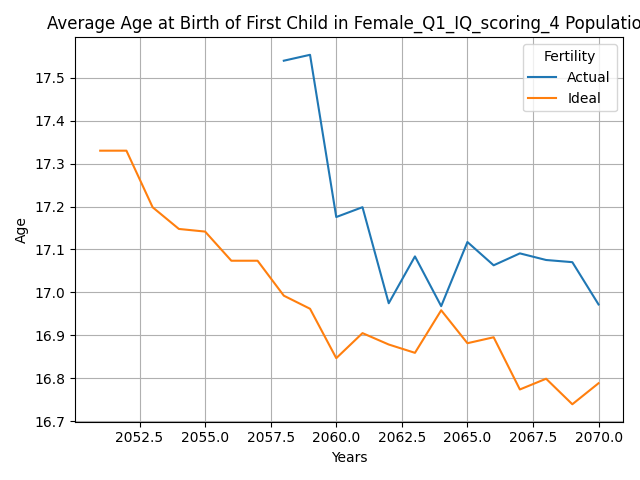 Average Age at Birth of First Child in Female_Q1_IQ_scoring_4 Populatio
Fertility
Actual
Ideal
17.5
17.4
17.3
17.2
17.1
17.0
16.9
16.8
16.7
Age
2052.5 2055.0 2057.5 2060.0 2062.5 2065.0 2067.5 2070.0
Years